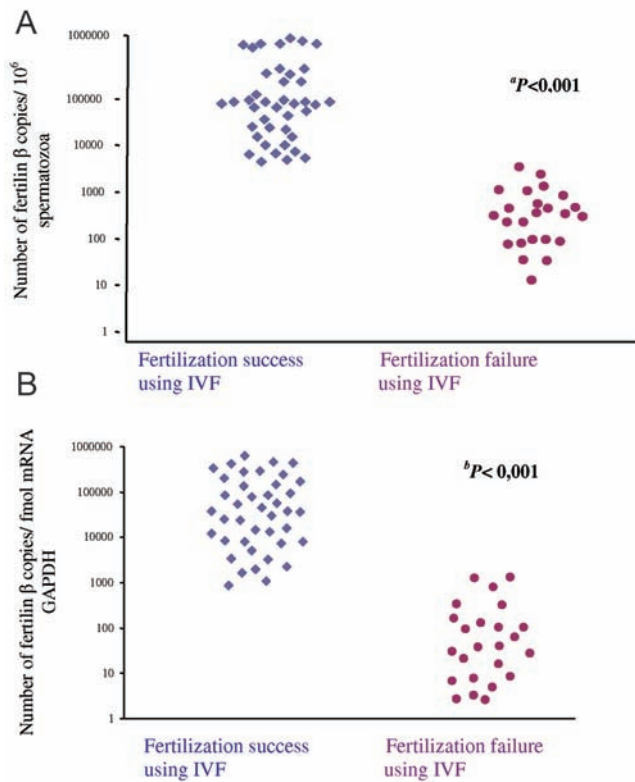 A
Number of fertilin β copies/ 10⁶
spermatozoa
1000000
100000
10000
1000
100
10
1
ᵃP<0,001
Fertilization success
using IVF
Fertilization failure
using IVF
B
Number of fertilin β copies/ fmol mRNA
GAPDH
1000000
100000
10000
1000
100
10
1
ᵇP< 0,001
Fertilization success
using IVF
Fertilization failure
using IVF